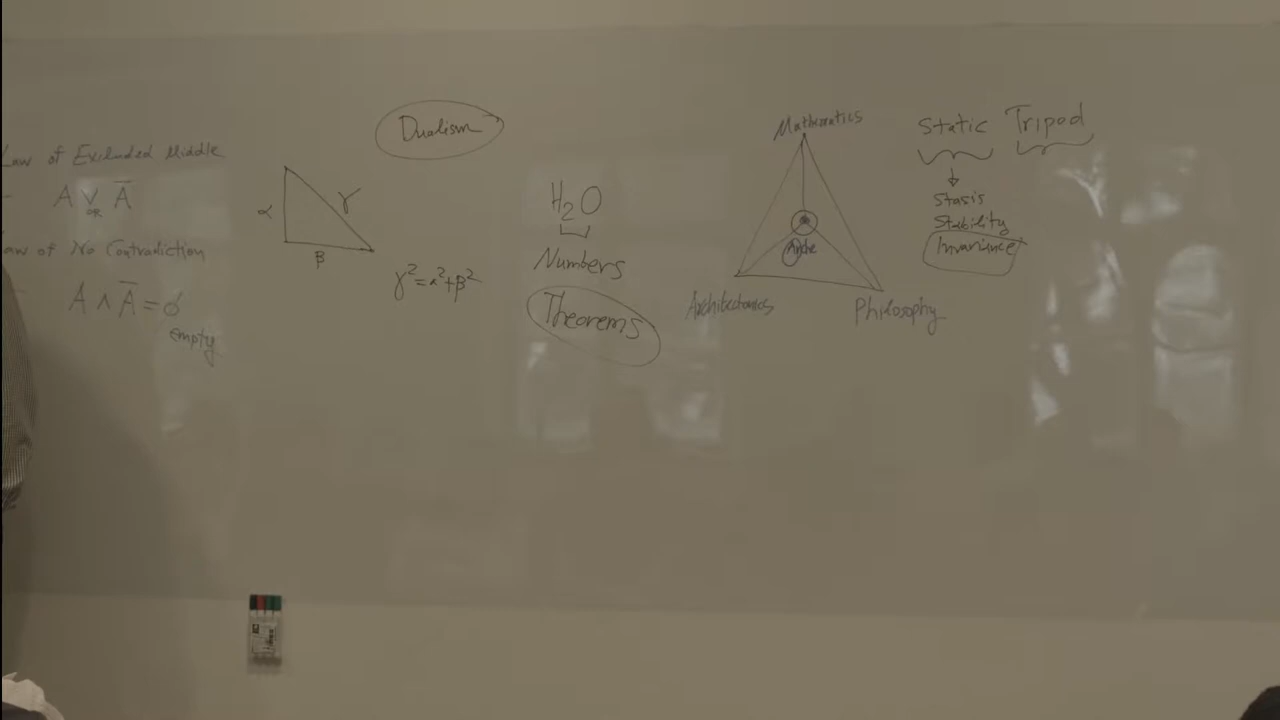 Law of Excluded Middle
A ∨ Ā
OR
Law of No Contradiction
A ∧ Ā = ϕ
empty
Dualism
α
γ
β
γ²=α²+β²
H₂O
Numbers
Theorems
Mathematics
Arche
Architectonics
Philosophy
Static Tripod
Stasis
Stability
Invariance